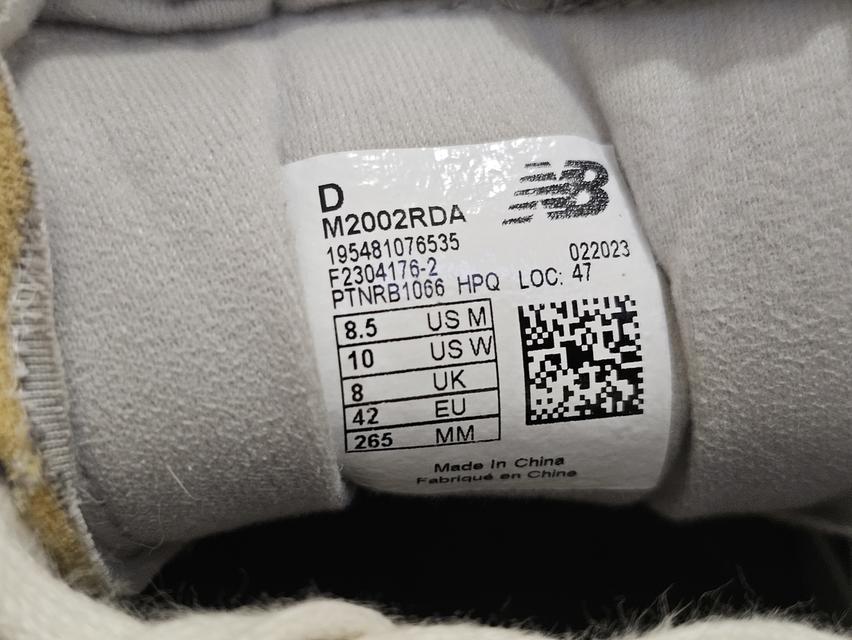 D
NB
M2002RDA
195481076535
022023
F2304176-2
PTNRB1066 HPQ LOC: 47
8.5 US M
10 US W
8 UK
42 EU
265 MM
Made In China
Fabriqué en Chine